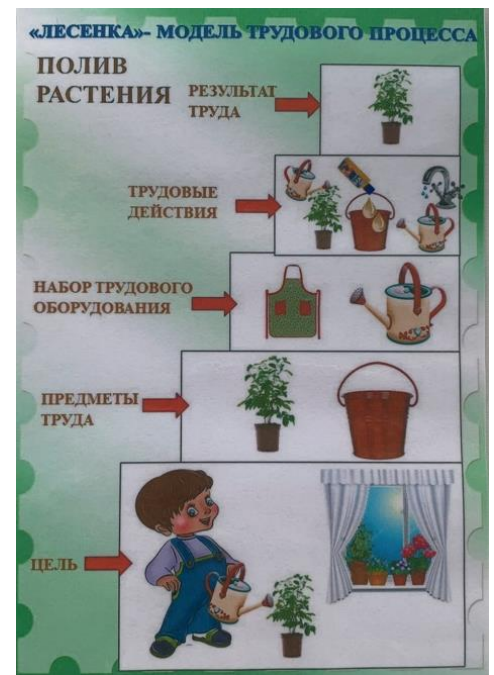 «ЛЕСЕНКА»- МОДЕЛЬ ТРУДОВОГО ПРОЦЕССА
ПОЛИВ
РАСТЕНИЯ
РЕЗУЛЬТАТ
ТРУДА
ТРУДОВЫЕ
ДЕЙСТВИЯ
НАБОР ТРУДОВОГО
ОБОРУДОВАНИЯ
ПРЕДМЕТЫ
ТРУДА
ЦЕЛЬ